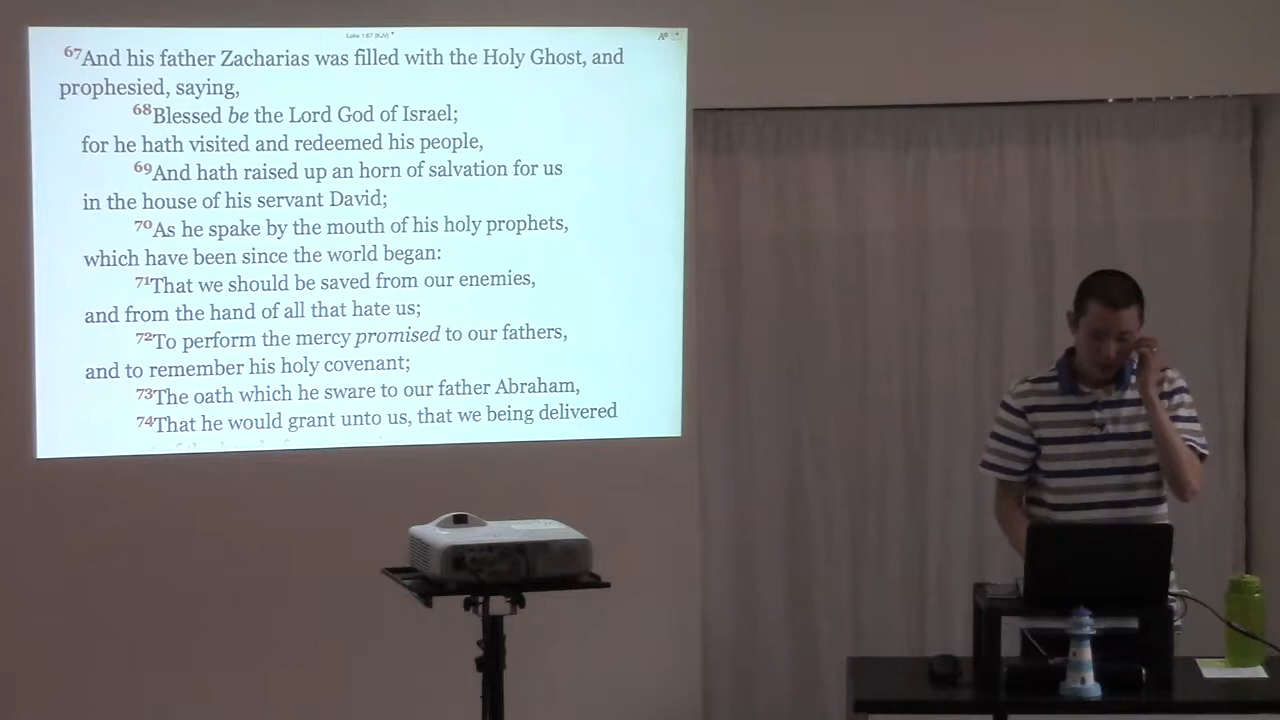 Luke 1:67 (KJV)
67And his father Zacharias was filled with the Holy Ghost, and
prophesied, saying,
68Blessed be the Lord God of Israel;
for he hath visited and redeemed his people,
69And hath raised up an horn of salvation for us
in the house of his servant David;
70As he spake by the mouth of his holy prophets,
which have been since the world began:
71That we should be saved from our enemies,
and from the hand of all that hate us;
72To perform the mercy promised to our fathers,
and to remember his holy covenant;
73The oath which he sware to our father Abraham,
74That he would grant unto us, that we being delivered